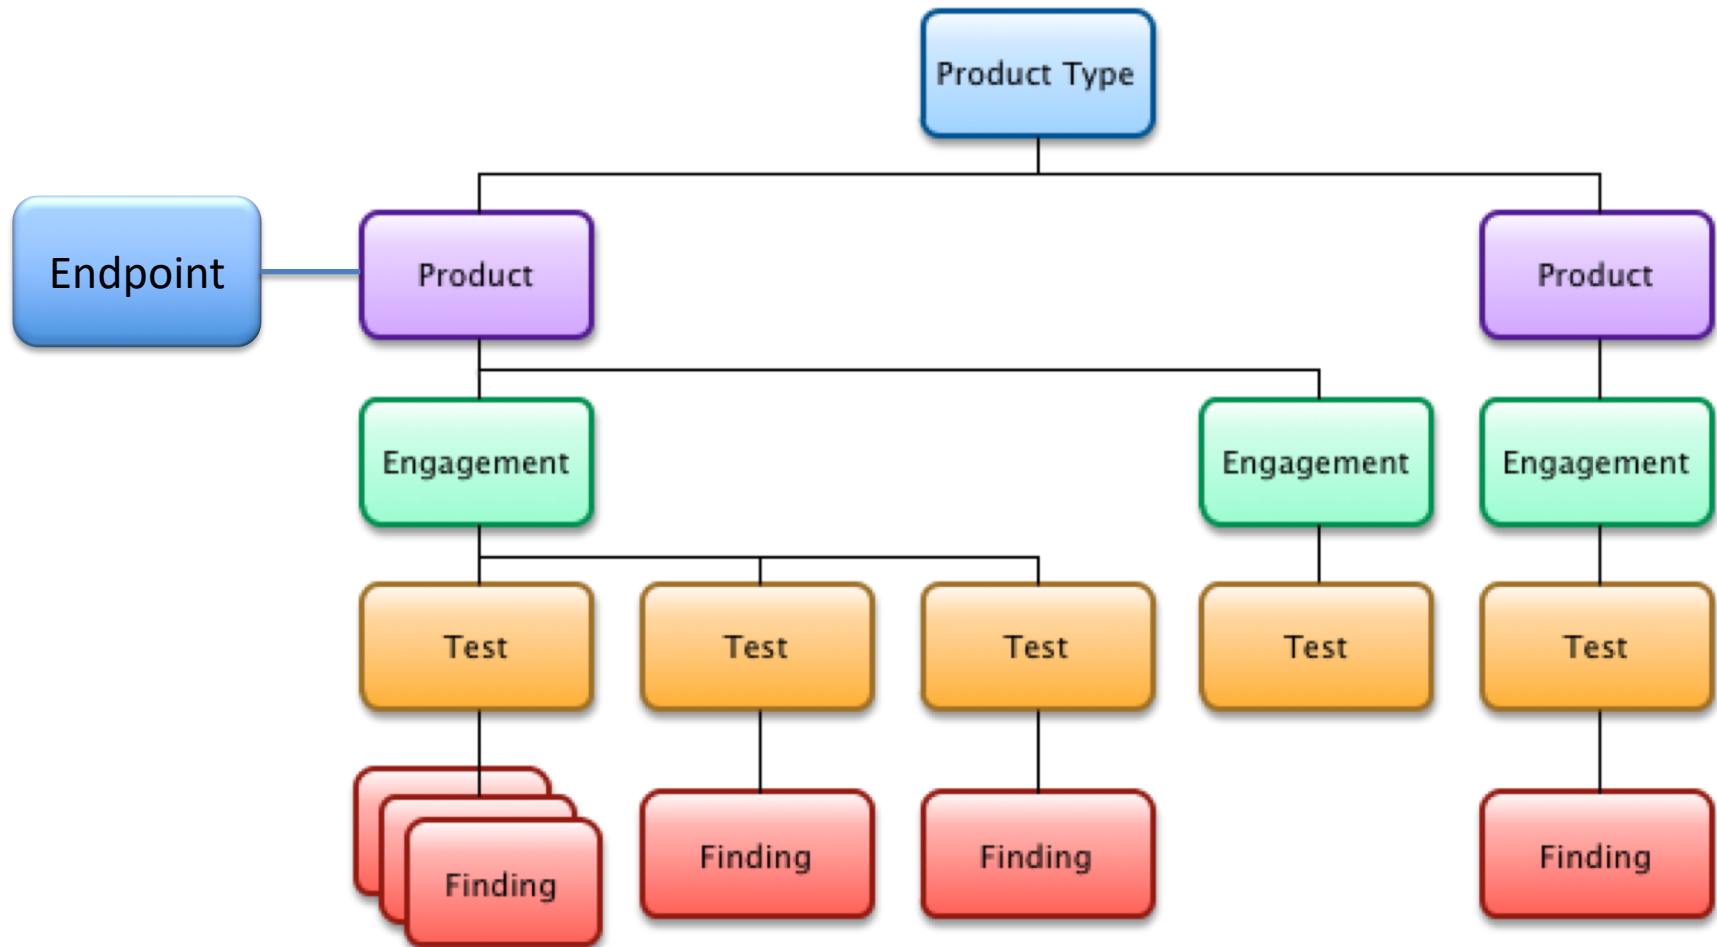 Product Type
Endpoint
Product
Product
Engagement
Engagement
Engagement
Test
Test
Test
Test
Test
Finding
Finding
Finding
Finding